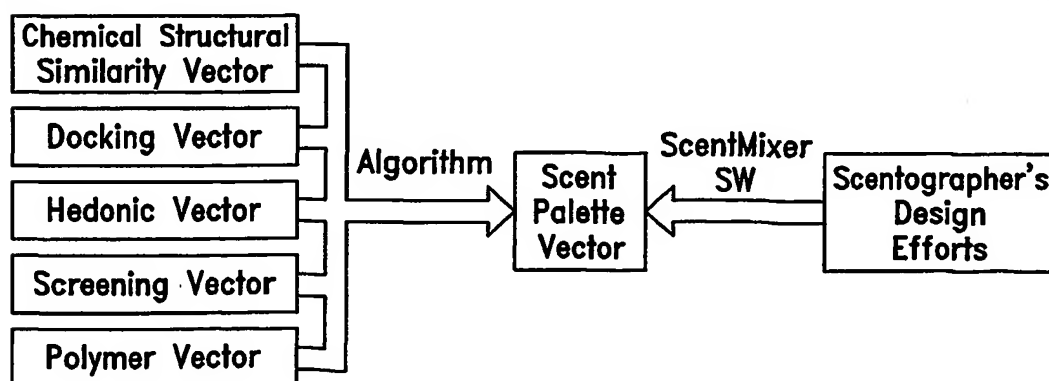 Chemical Structural
Similarity Vector
Docking Vector
Hedonic Vector
Screening Vector
Polymer Vector
Algorithm
Scent
Palette
Vector
ScentMixer
SW
Scentographer's
Design
Efforts